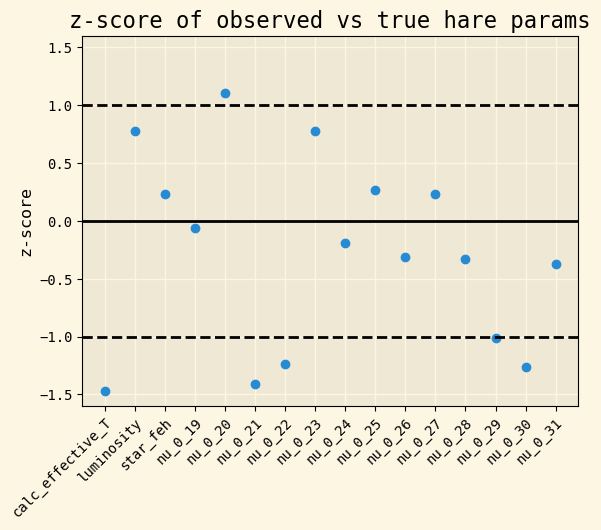 z-score of observed vs true hare params
z-score
1.5
1.0
0.5
0.0
−0.5
−1.0
−1.5
calc_effective_T
luminosity
star_feh
nu_0_19
nu_0_20
nu_0_21
nu_0_22
nu_0_23
nu_0_24
nu_0_25
nu_0_26
nu_0_27
nu_0_28
nu_0_29
nu_0_30
nu_0_31